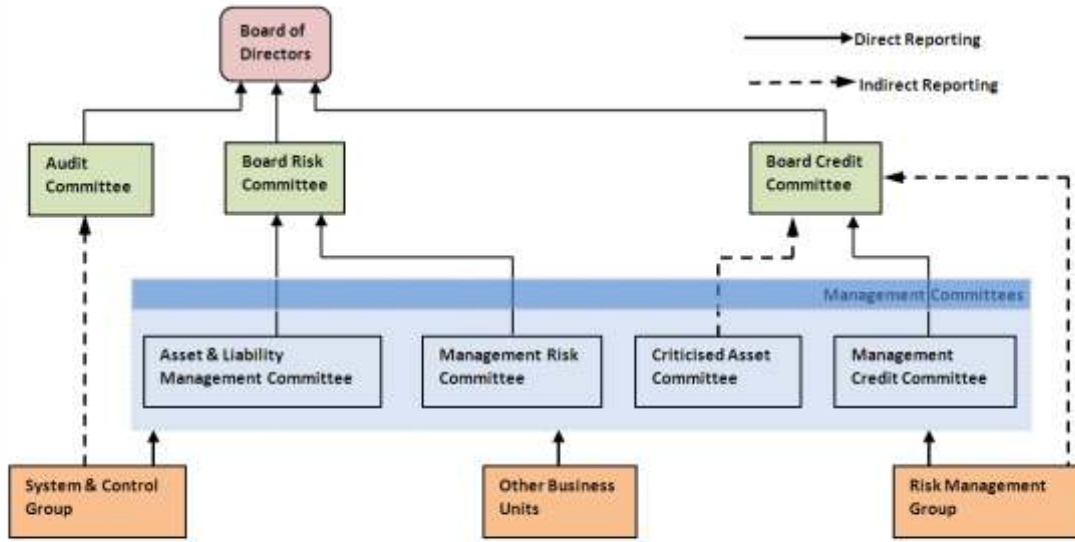 Board of
Directors
Direct Reporting
Indirect Reporting
Audit
Committee
Board Risk
Committee
Board Credit
Committee
Management Committees
Asset & Liability
Management Committee
Management Risk
Committee
Criticised Asset
Committee
Management
Credit Committee
System & Control
Group
Other Business
Units
Risk Management
Group